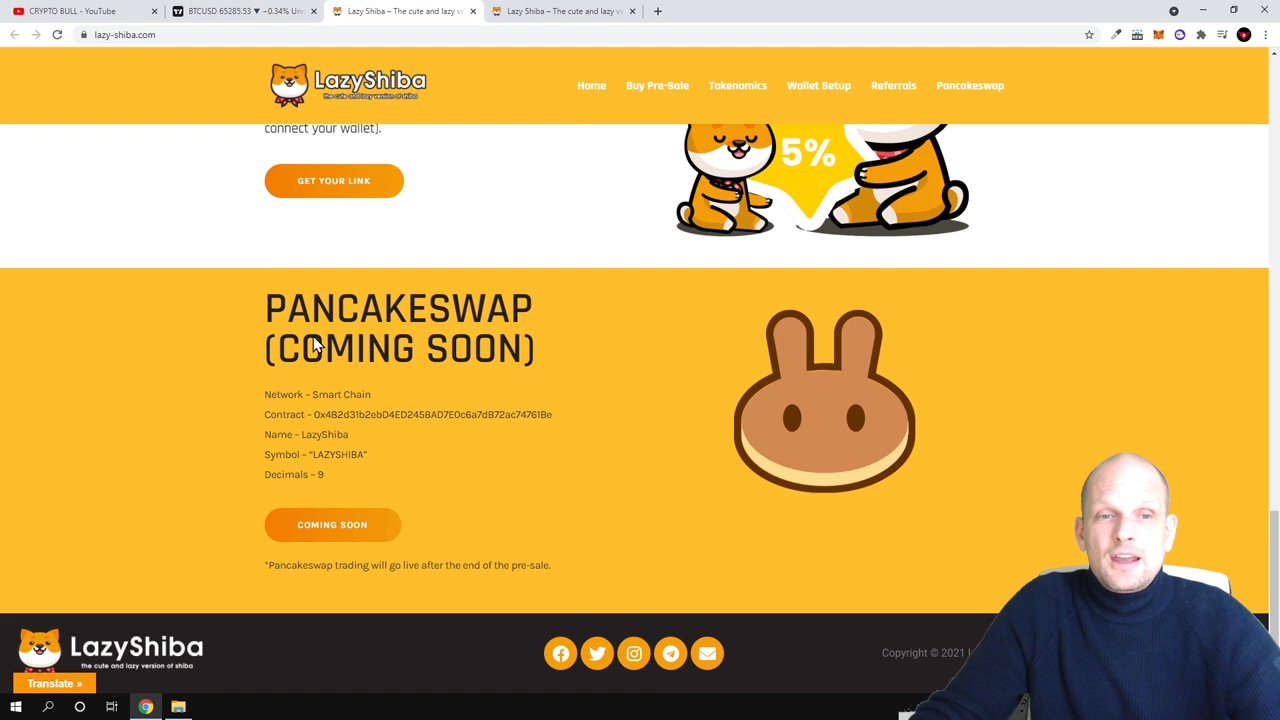 CRYPTO BULL - YouTube
BTCUSD 65285.53 ▼ −0.34% Un
Lazy Shiba – The cute and lazy ve
Lazy Shiba – The cute and lazy ve
lazy-shiba.com
LazyShiba
the cute and lazy version of shiba
Home
Buy Pre-Sale
Tokenomics
Wallet Setup
Referrals
Pancakeswap
connect your wallet].
5%
GET YOUR LINK
PANCAKESWAP
(COMING SOON)
Network – Smart Chain
Contract – 0x482d31b2ebD4ED245BAD7E0c6a7dB72ac74761Be
Name – LazyShiba
Symbol – “LAZYSHIBA”
Decimals – 9
COMING SOON
*Pancakeswap trading will go live after the end of the pre-sale.
LazyShiba
the cute and lazy version of shiba
Copyright © 2021
Translate »